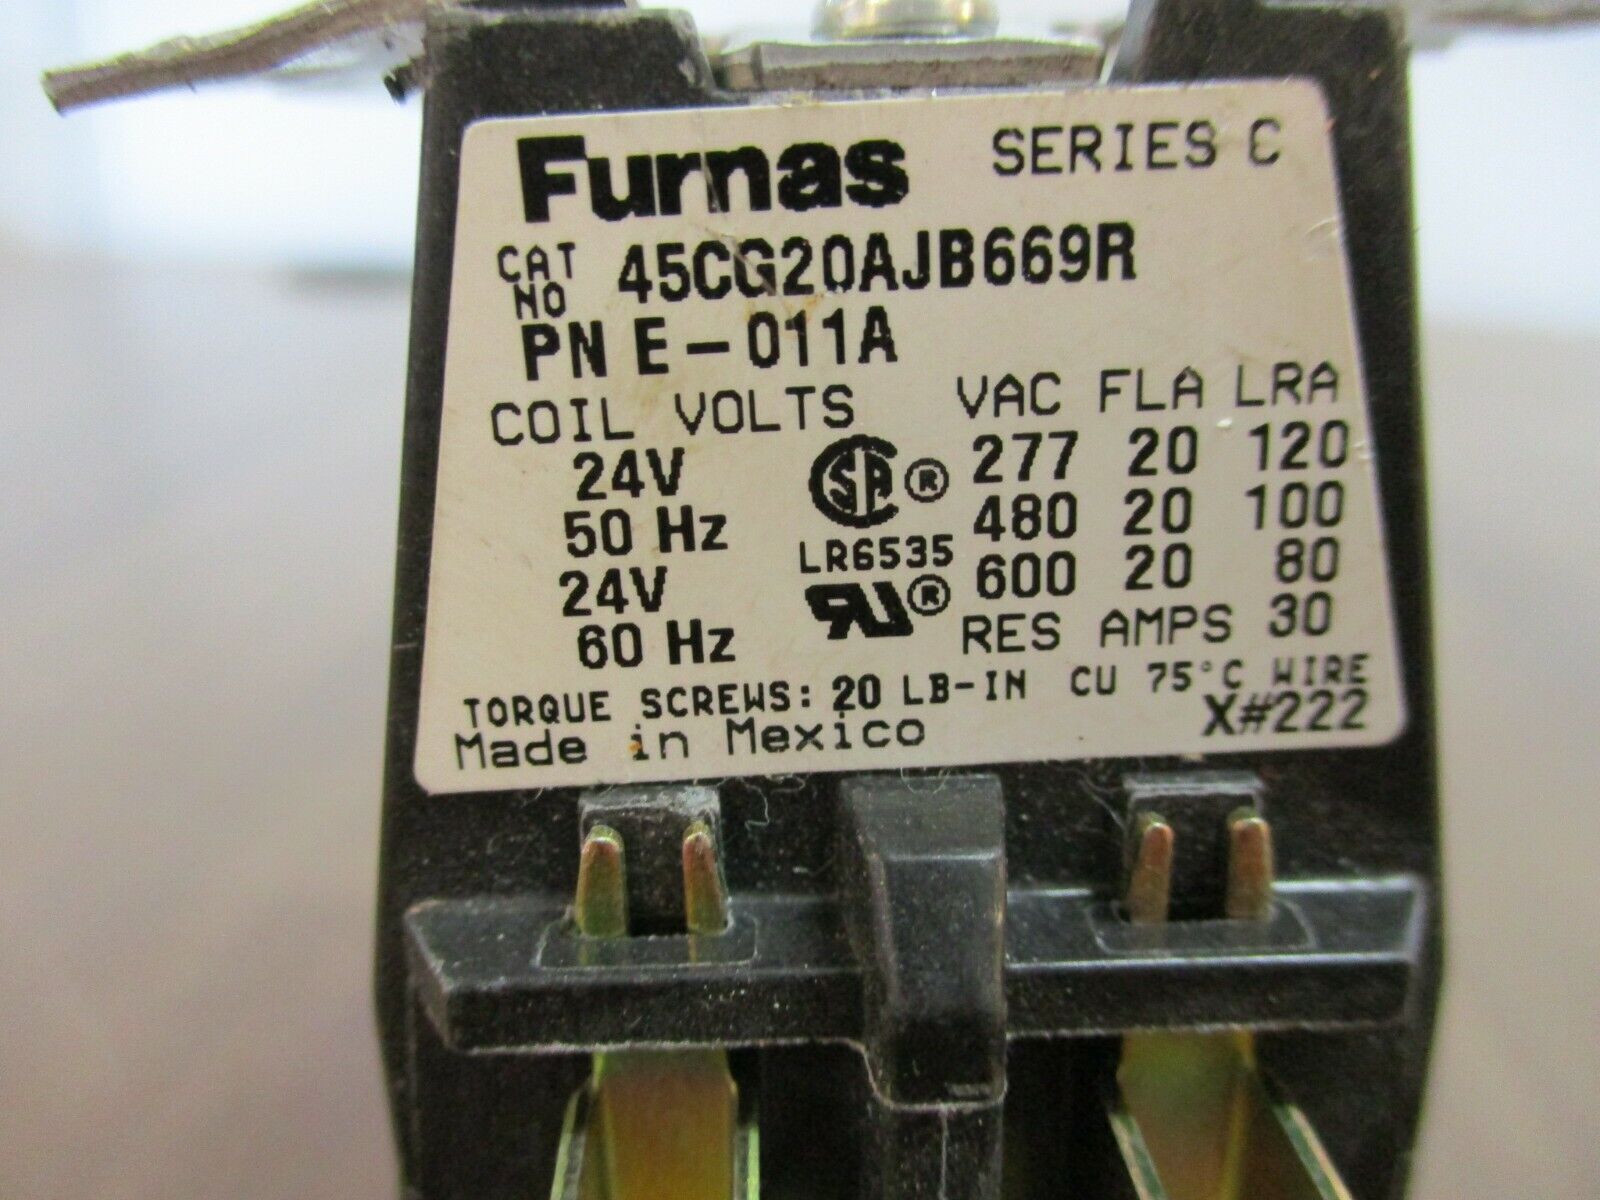 Furnas SERIES C
CAT NO 45CG20AJB669R
PN E-011A
COIL VOLTS VAC FLA LRA
24V 277 20 120
50 Hz 480 20 100
LR6535
24V 600 20 80
60 Hz RES AMPS 30
TORQUE SCREWS: 20 LB-IN CU 75°C WIRE
Made in Mexico X#222